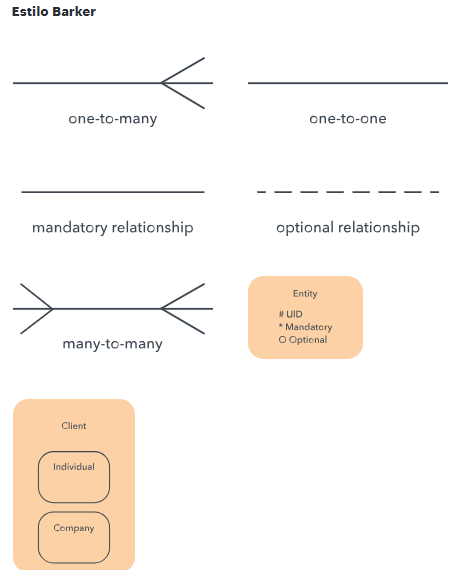 Estilo Barker
one-to-many
one-to-one
mandatory relationship
optional relationship
many-to-many
Entity
# UID
* Mandatory
O Optional
Client
Individual
Company